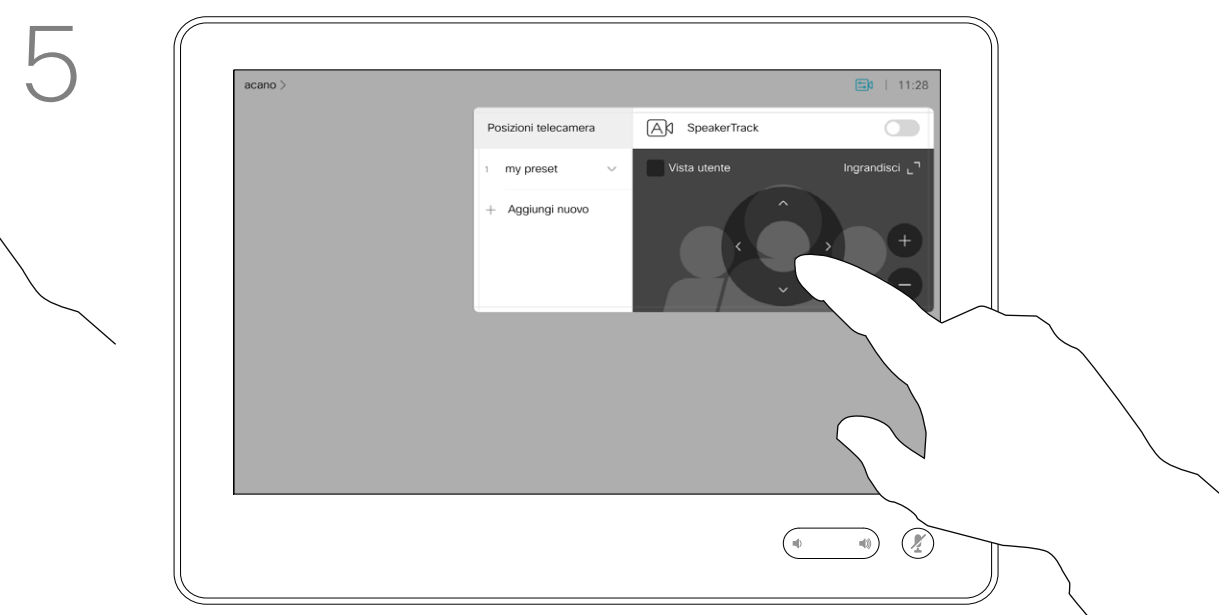 5
acano >
11:28
Posizioni telecamera
SpeakerTrack
1 my preset
Vista utente
Ingrandisci
+ Aggiungi nuovo